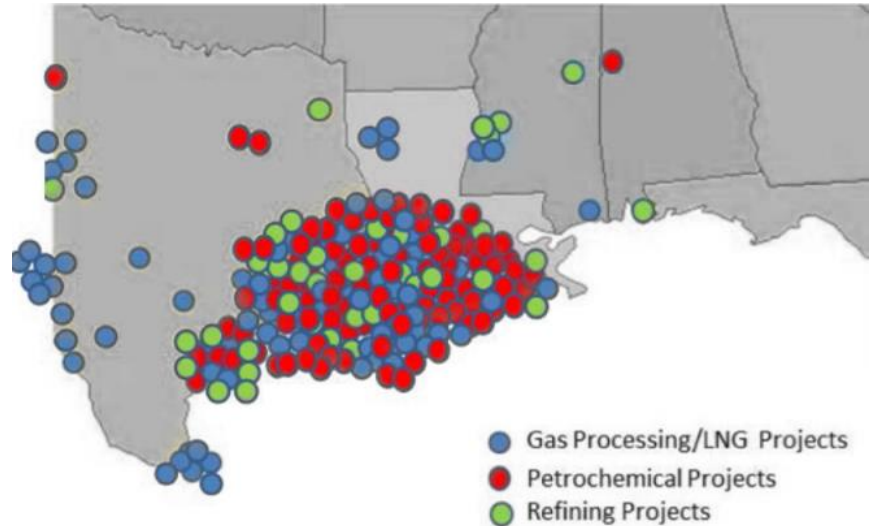 Gas Processing/LNG Projects
Petrochemical Projects
Refining Projects